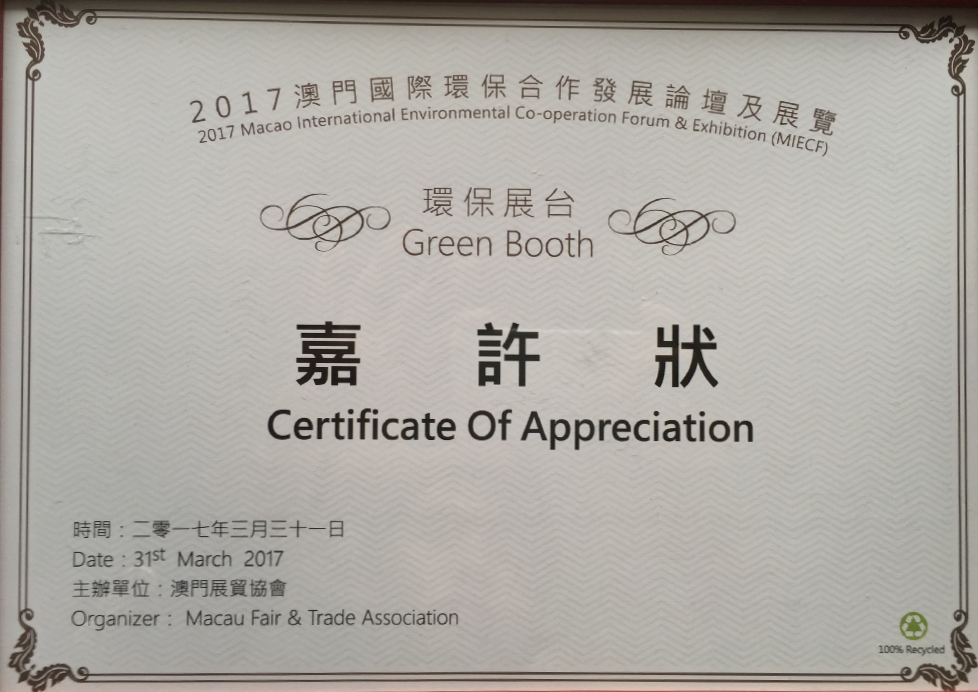 2017澳門國際環保合作發展論壇及展覽
2017 Macao International Environmental Co-operation Forum & Exhibition (MIECF)
環保展台
Green Booth
嘉許狀
Certificate Of Appreciation
時間：二零一七年三月三十一日
Date : 31st March 2017
主辦單位：澳門展貿協會
Organizer : Macau Fair & Trade Association
100% Recycled